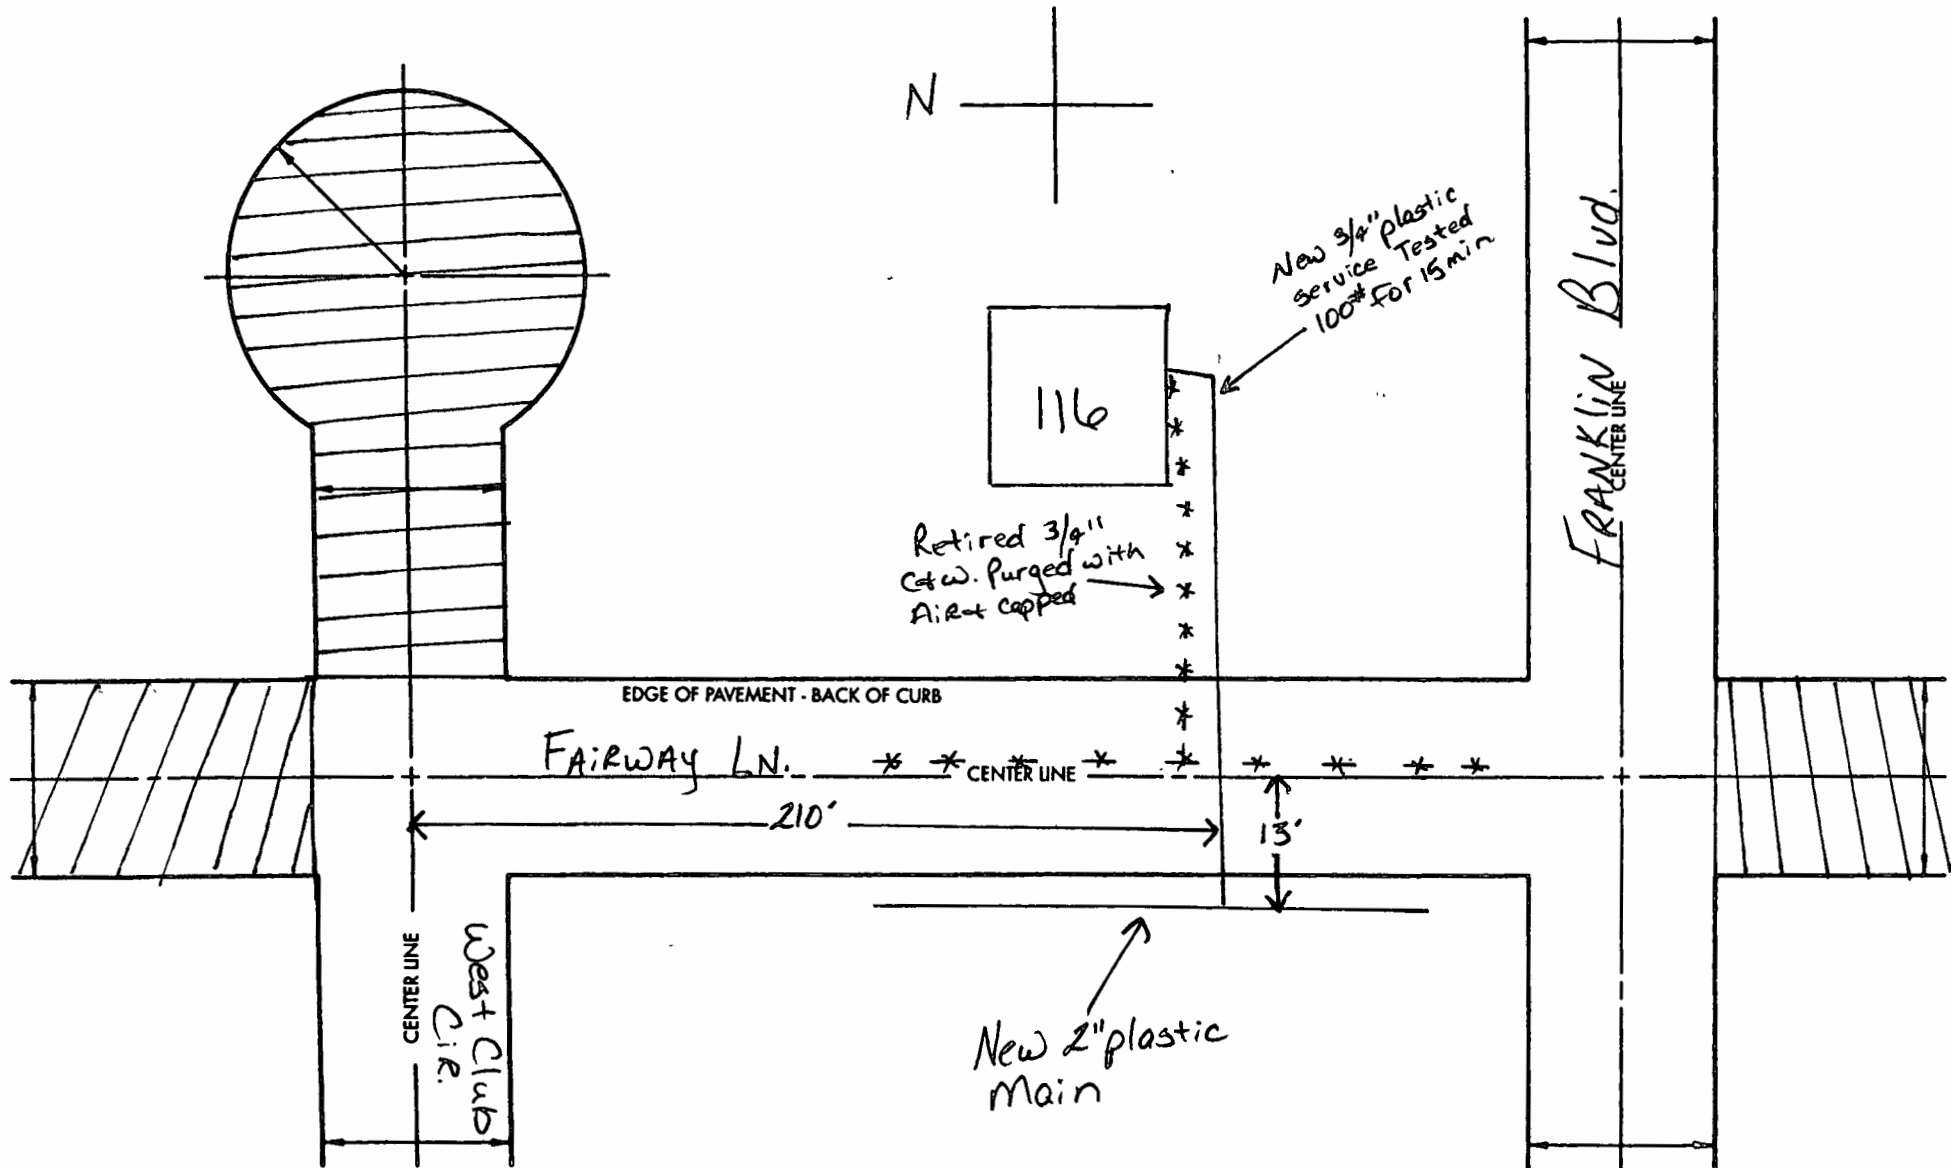 N
New 3/4" plastic
service Tested
100# For 15 min
116
FRANKLIN Blvd.
CENTER LINE
Retired 3/4"
C+W. Purged with
AiR + capped
EDGE OF PAVEMENT - BACK OF CURB
FAIRWAY LN.
CENTER LINE
210'
13'
CENTER LINE
West Club
CiR.
New 2" plastic
Main